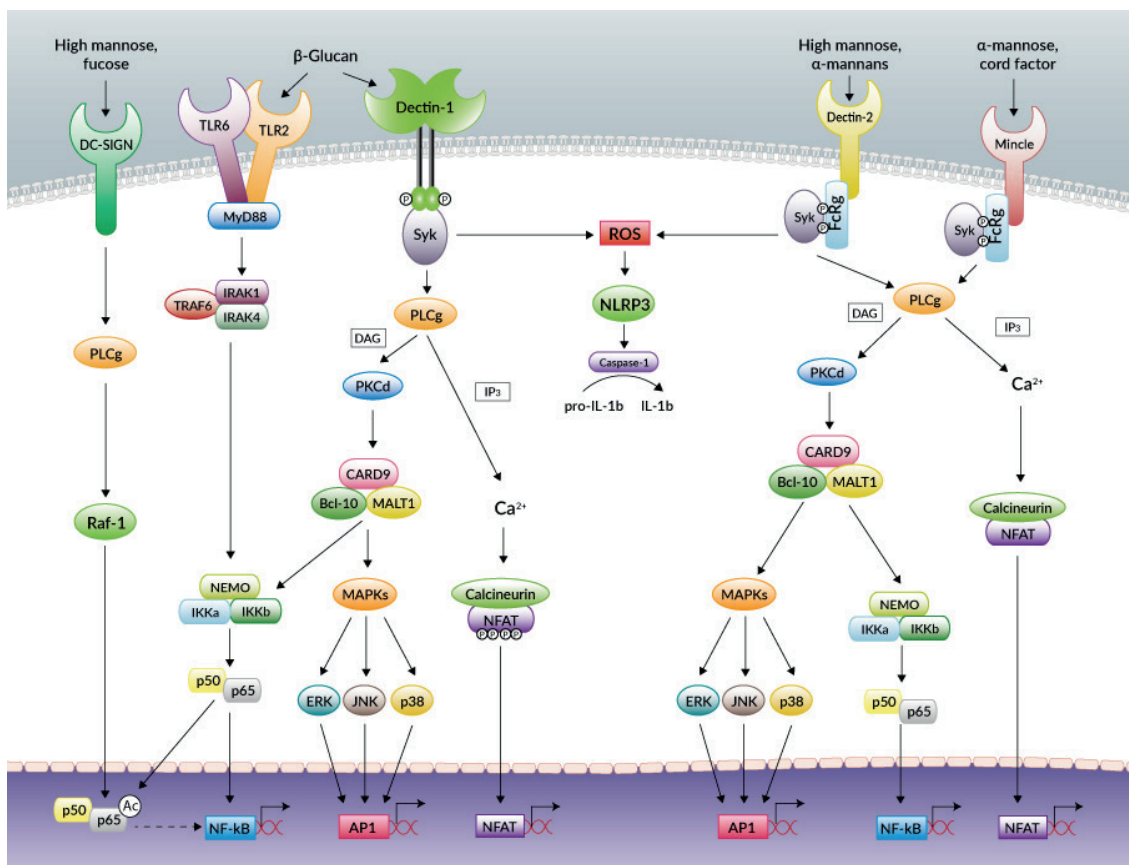 High mannose,
fucose
β-Glucan
High mannose,
α-mannans
α-mannose,
cord factor
DC-SIGN
TLR6
TLR2
Dectin-1
Dectin-2
Mincle
MyD88
P
P
Syk
ROS
Syk
P
P
FcRg
Syk
P
P
FcRg
TRAF6
IRAK1
IRAK4
PLCg
NLRP3
PLCg
DAG
IP3
DAG
IP3
PLCg
PKCd
Caspase-1
pro-IL-1b
IL-1b
PKCd
Ca2+
CARD9
Bcl-10
MALT1
Ca2+
CARD9
Bcl-10
MALT1
Calcineurin
NFAT
Raf-1
NEMO
IKKa
IKKb
MAPKs
Calcineurin
NFAT
P P P P
MAPKs
NEMO
IKKa
IKKb
p50
p65
ERK
JNK
p38
ERK
JNK
p38
p50
p65
p50
p65
Ac
NF-kB
AP1
NFAT
AP1
NF-kB
NFAT